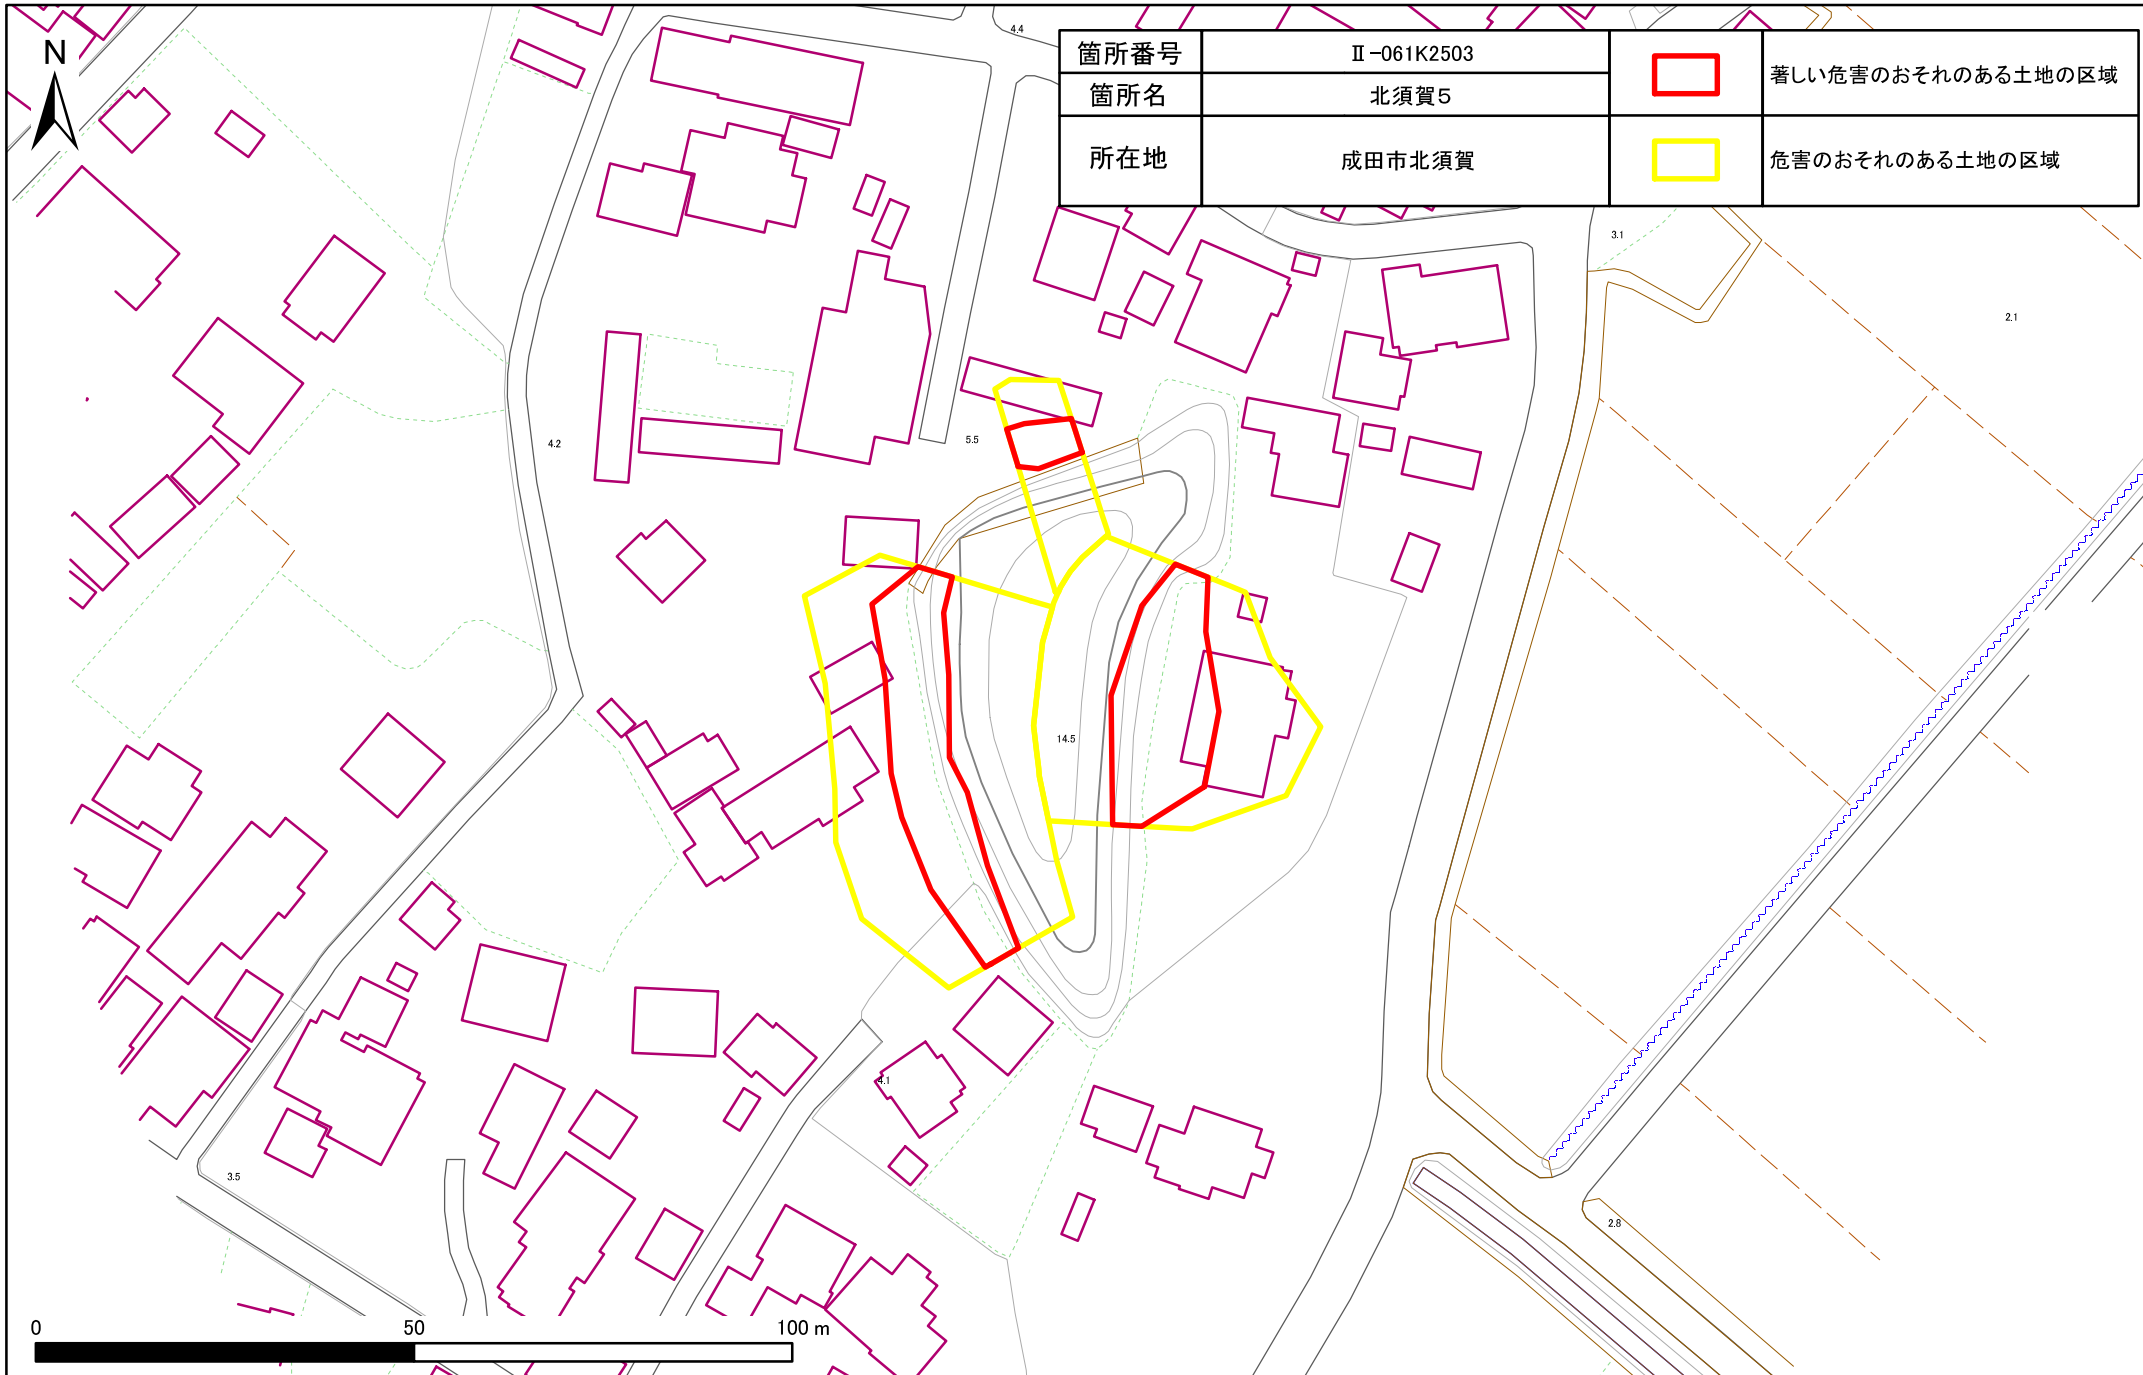 N
4.4
箇所番号 Ⅱ-061K2503 著しい危害のおそれのある土地の区域
箇所名 北須賀5
所在地 成田市北須賀 危害のおそれのある土地の区域
3.1
2.1
4.2
5.5
14.5
4.1
3.5
2.8
0 50 100 m